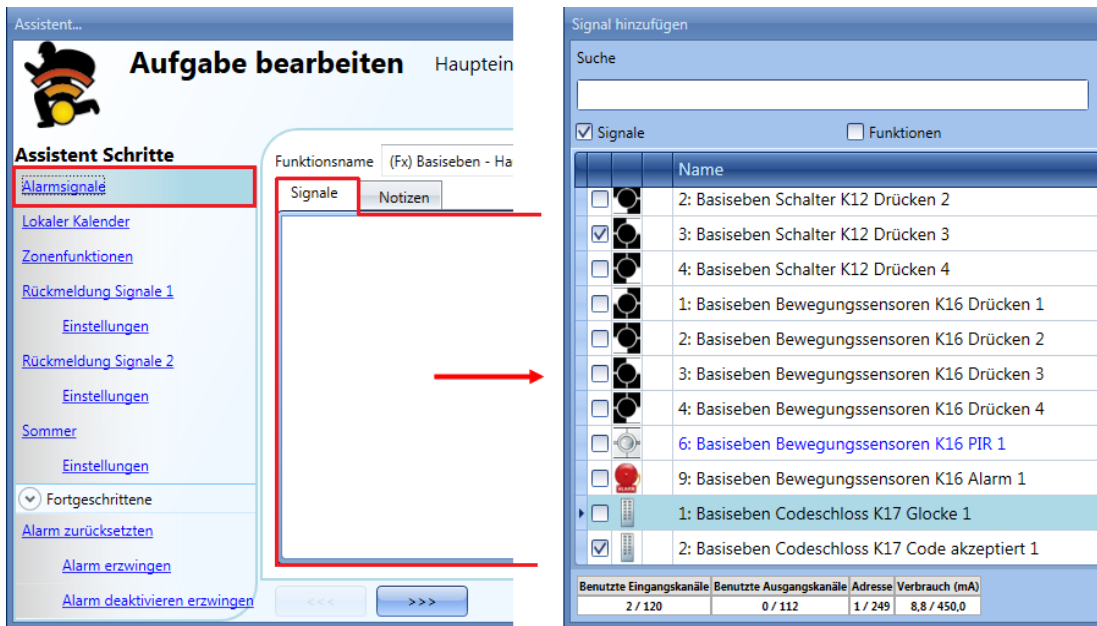 Assistent...
Aufgabe bearbeiten Hauptein
Assistent Schritte
Alarmsignale
Lokaler Kalender
Zonenfunktionen
Rückmeldung Signale 1
Einstellungen
Rückmeldung Signale 2
Einstellungen
Sommer
Einstellungen
Fortgeschrittene
Alarm zurücksetzten
Alarm erzwingen
Alarm deaktivieren erzwingen
Funktionsname (Fx) Basiseben - Ha
Signale Notizen
<<< >>>
Signal hinzufügen
Suche
Signale Funktionen
Name
2: Basiseben Schalter K12 Drücken 2
3: Basiseben Schalter K12 Drücken 3
4: Basiseben Schalter K12 Drücken 4
1: Basiseben Bewegungssensoren K16 Drücken 1
2: Basiseben Bewegungssensoren K16 Drücken 2
3: Basiseben Bewegungssensoren K16 Drücken 3
4: Basiseben Bewegungssensoren K16 Drücken 4
6: Basiseben Bewegungssensoren K16 PIR 1
9: Basiseben Bewegungssensoren K16 Alarm 1
1: Basiseben Codeschloss K17 Glocke 1
2: Basiseben Codeschloss K17 Code akzeptiert 1
Benutzte Eingangskanäle Benutzte Ausgangskanäle Adresse Verbrauch (mA)
2 / 120 0 / 112 1 / 249 8,8 / 450,0